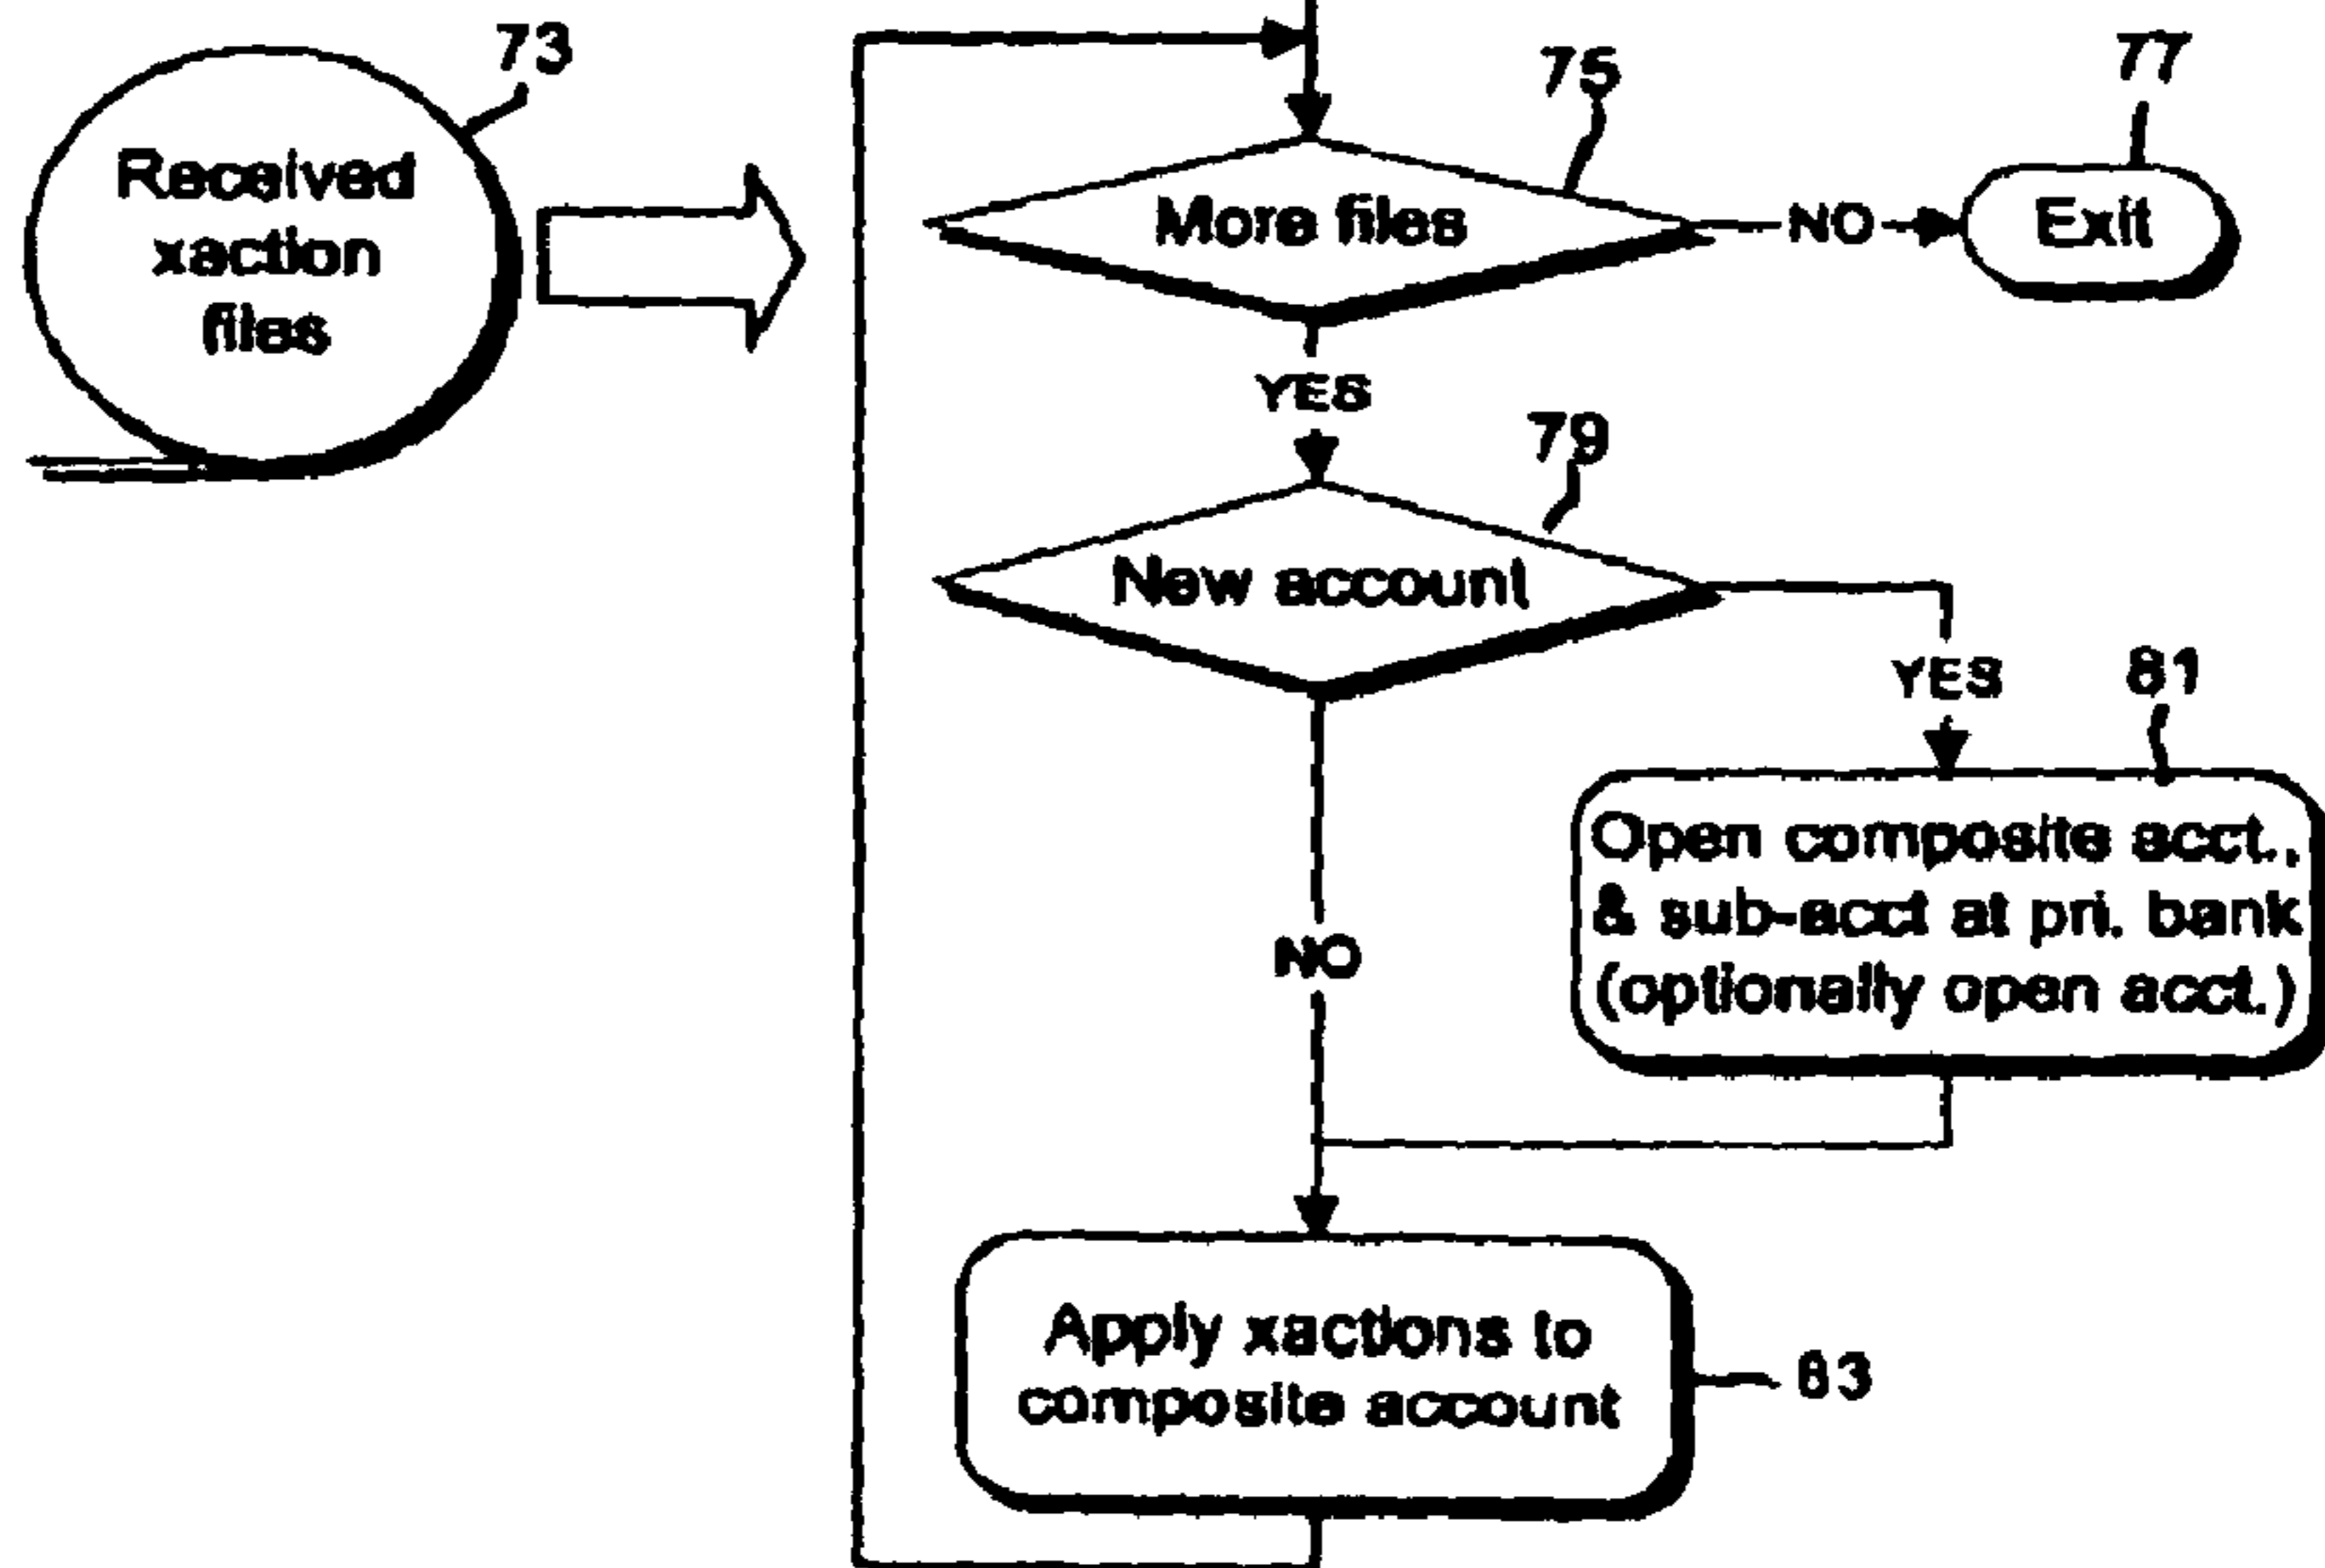 73
Received
xaction
files
75
More files
NO
77
Exit
YES
79
New account
YES
81
Open composite acct.,
& sub-acct at pri. bank
(optionally open acct.)
NO
Apply xactions to
composite account
83